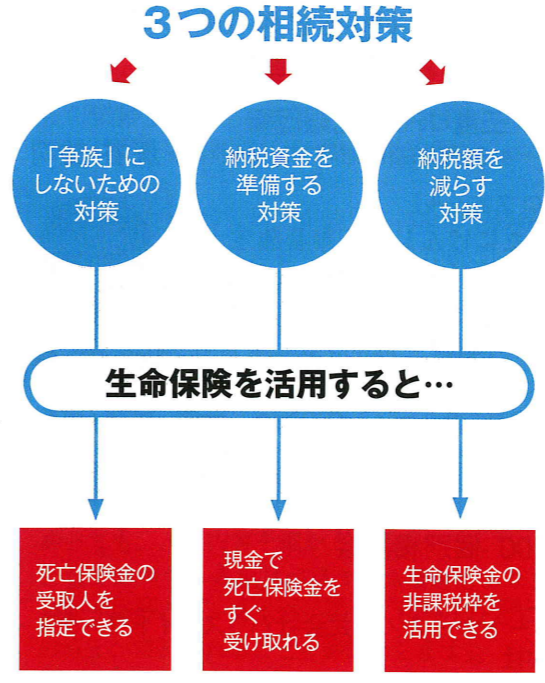 3つの相続対策
「争族」に
しないための
対策
納税資金を
準備する
対策
納税額を
減らす
対策
生命保険を活用すると…
死亡保険金の
受取人を
指定できる
現金で
死亡保険金を
すぐ
受け取れる
生命保険金の
非課税枠を
活用できる